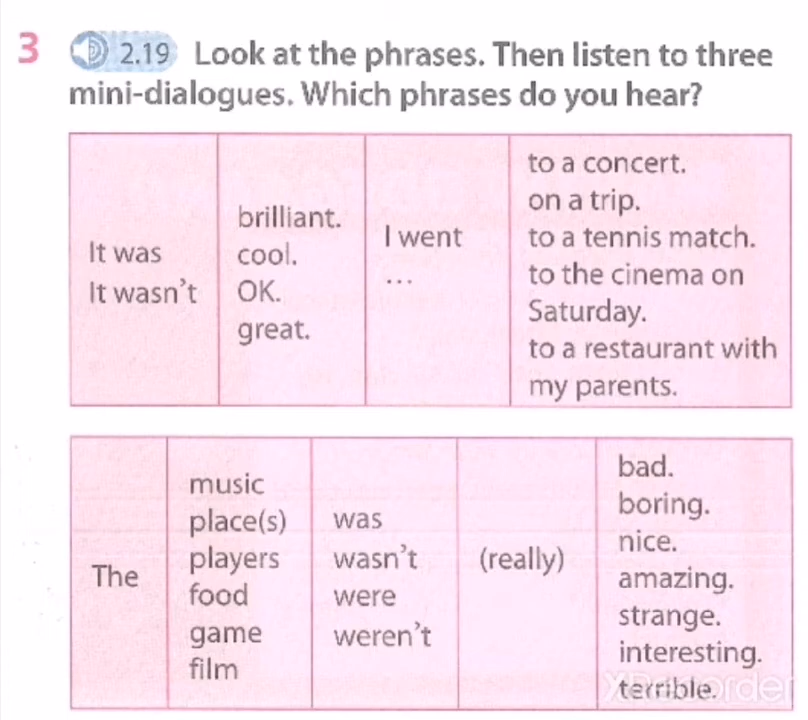 3 2.19 Look at the phrases. Then listen to three
mini-dialogues. Which phrases do you hear?
It was
It wasn't
brilliant.
cool.
OK.
great.
I went
...
to a concert.
on a trip.
to a tennis match.
to the cinema on
Saturday.
to a restaurant with
my parents.
The
music
place(s)
players
food
game
film
was
wasn't
were
weren't
(really)
bad.
boring.
nice.
amazing.
strange.
interesting.
terrible.
XRecorder